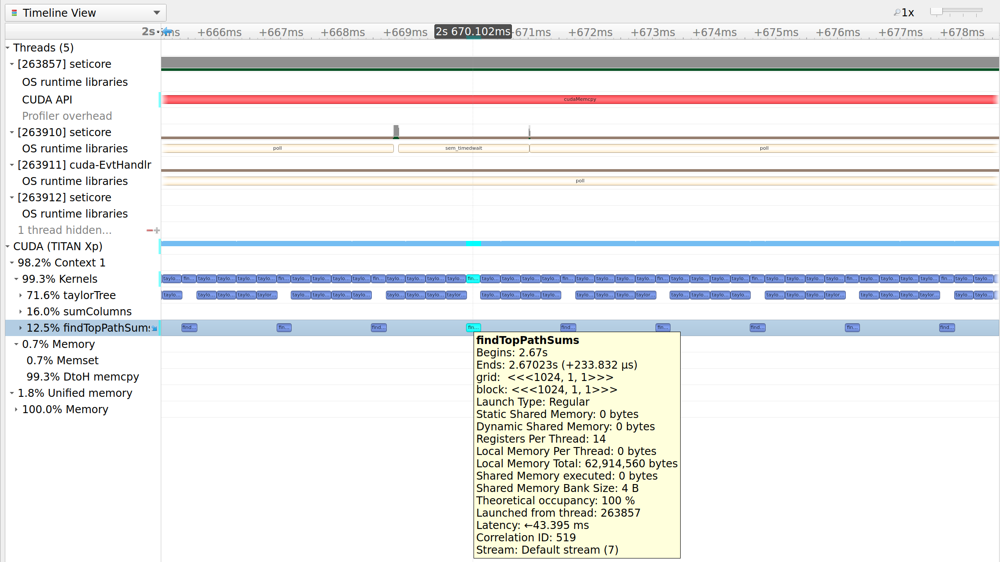 Timeline View
1x
2s
+666ms +667ms +668ms +669ms 2s 670.102ms 671ms +672ms +673ms +674ms +675ms +676ms +677ms +678ms
Threads (5)
[263857] seticore
OS runtime libraries
CUDA API
cudaMemcpy
Profiler overhead
[263910] seticore
OS runtime libraries
poll sem_timedwait poll
[263911] cuda-EvtHandlr
OS runtime libraries
poll
[263912] seticore
OS runtime libraries
1 thread hidden...
CUDA (TITAN Xp)
98.2% Context 1
99.3% Kernels
taylo... fin... taylo... taylo... taylo... taylo... fin... taylo... taylo... taylo... taylo... fin... taylo... taylo... taylo... taylo... fin... taylo... taylo... taylo... taylo... fin... taylo... taylo... taylo... taylo... fin... taylo... taylo... taylo... taylo... fin... taylo... taylo... taylo... taylo... fin... taylo... taylo... taylo... taylo... fin... taylo... taylo...
71.6% taylorTree
taylo... taylo... taylo... taylo... taylor... taylo... taylo... taylo... taylo... taylo... taylo... taylo... taylor... taylo... taylo... taylo... taylo... taylo... taylo... taylo... taylor... taylo... taylo... taylo... taylo... taylo... taylo... taylo... taylor... taylo... taylo... taylo... taylor... taylo... taylo...
16.0% sumColumns
12.5% findTopPathSums
find... fin... find... fin... find... fin... find... fin... find...
0.7% Memory
0.7% Memset
99.3% DtoH memcpy
1.8% Unified memory
100.0% Memory
findTopPathSums
Begins: 2.67s
Ends: 2.67023s (+233.832 µs)
grid: <<<1024, 1, 1>>>
block: <<<1024, 1, 1>>>
Launch Type: Regular
Static Shared Memory: 0 bytes
Dynamic Shared Memory: 0 bytes
Registers Per Thread: 14
Local Memory Per Thread: 0 bytes
Local Memory Total: 62,914,560 bytes
Shared Memory executed: 0 bytes
Shared Memory Bank Size: 4 B
Theoretical occupancy: 100 %
Launched from thread: 263857
Latency: ←43.395 ms
Correlation ID: 519
Stream: Default stream (7)